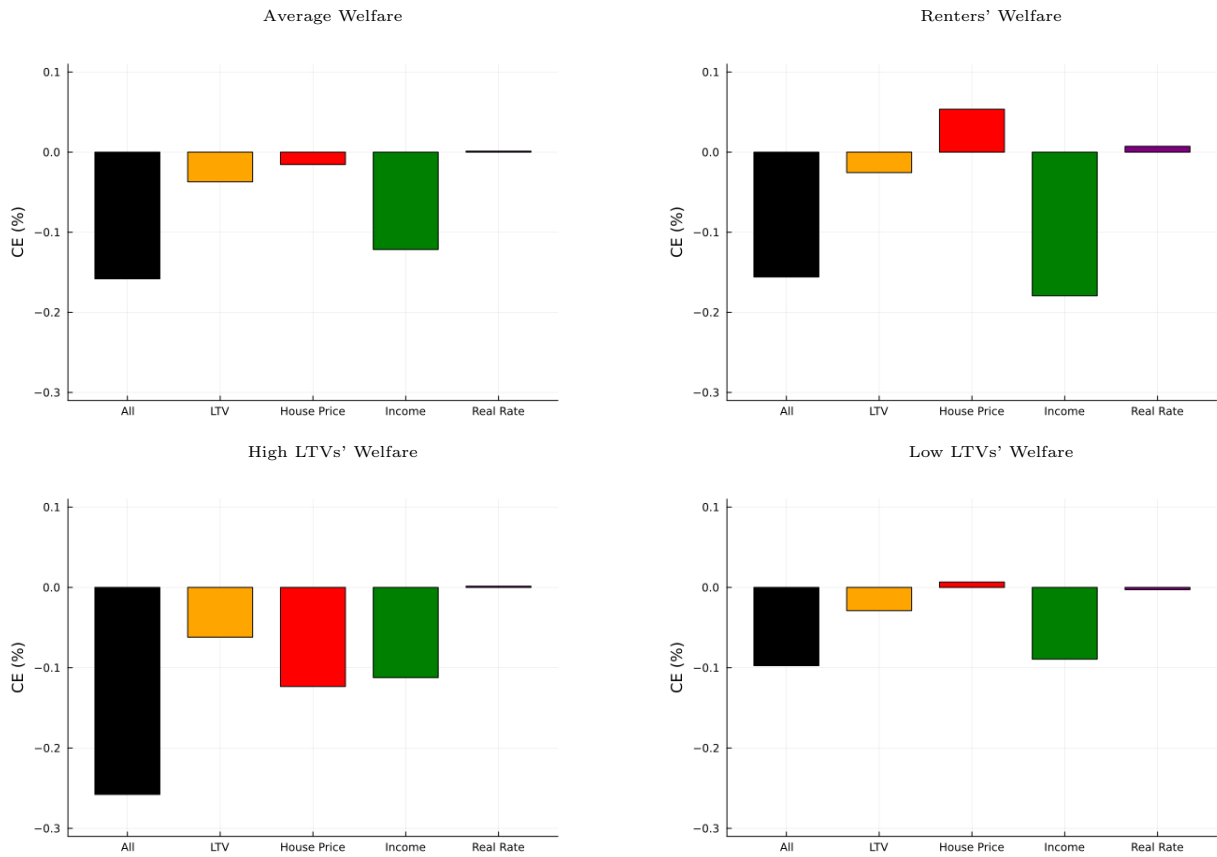 Average Welfare
CE (%)
0.1
0.0
−0.1
−0.2
−0.3
All LTV House Price Income Real Rate
Renters' Welfare
CE (%)
0.1
0.0
−0.1
−0.2
−0.3
All LTV House Price Income Real Rate
High LTVs' Welfare
CE (%)
0.1
0.0
−0.1
−0.2
−0.3
All LTV House Price Income Real Rate
Low LTVs' Welfare
CE (%)
0.1
0.0
−0.1
−0.2
−0.3
All LTV House Price Income Real Rate